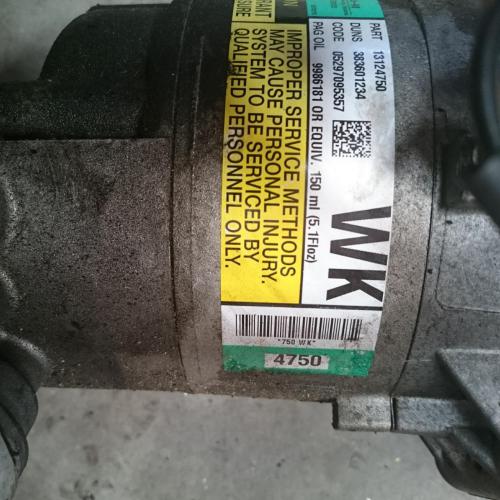 PART 13124750
DUNS 383601234
CODE 05297095357
PAG OIL 9986181 OR EQUIV. 150 ml (5.1Floz)
WK
IMPROPER SERVICE METHODS
MAY CAUSE PERSONAL INJURY.
SYSTEM TO BE SERVICED BY
QUALIFIED PERSONNEL ONLY.
"750 WK"
4750